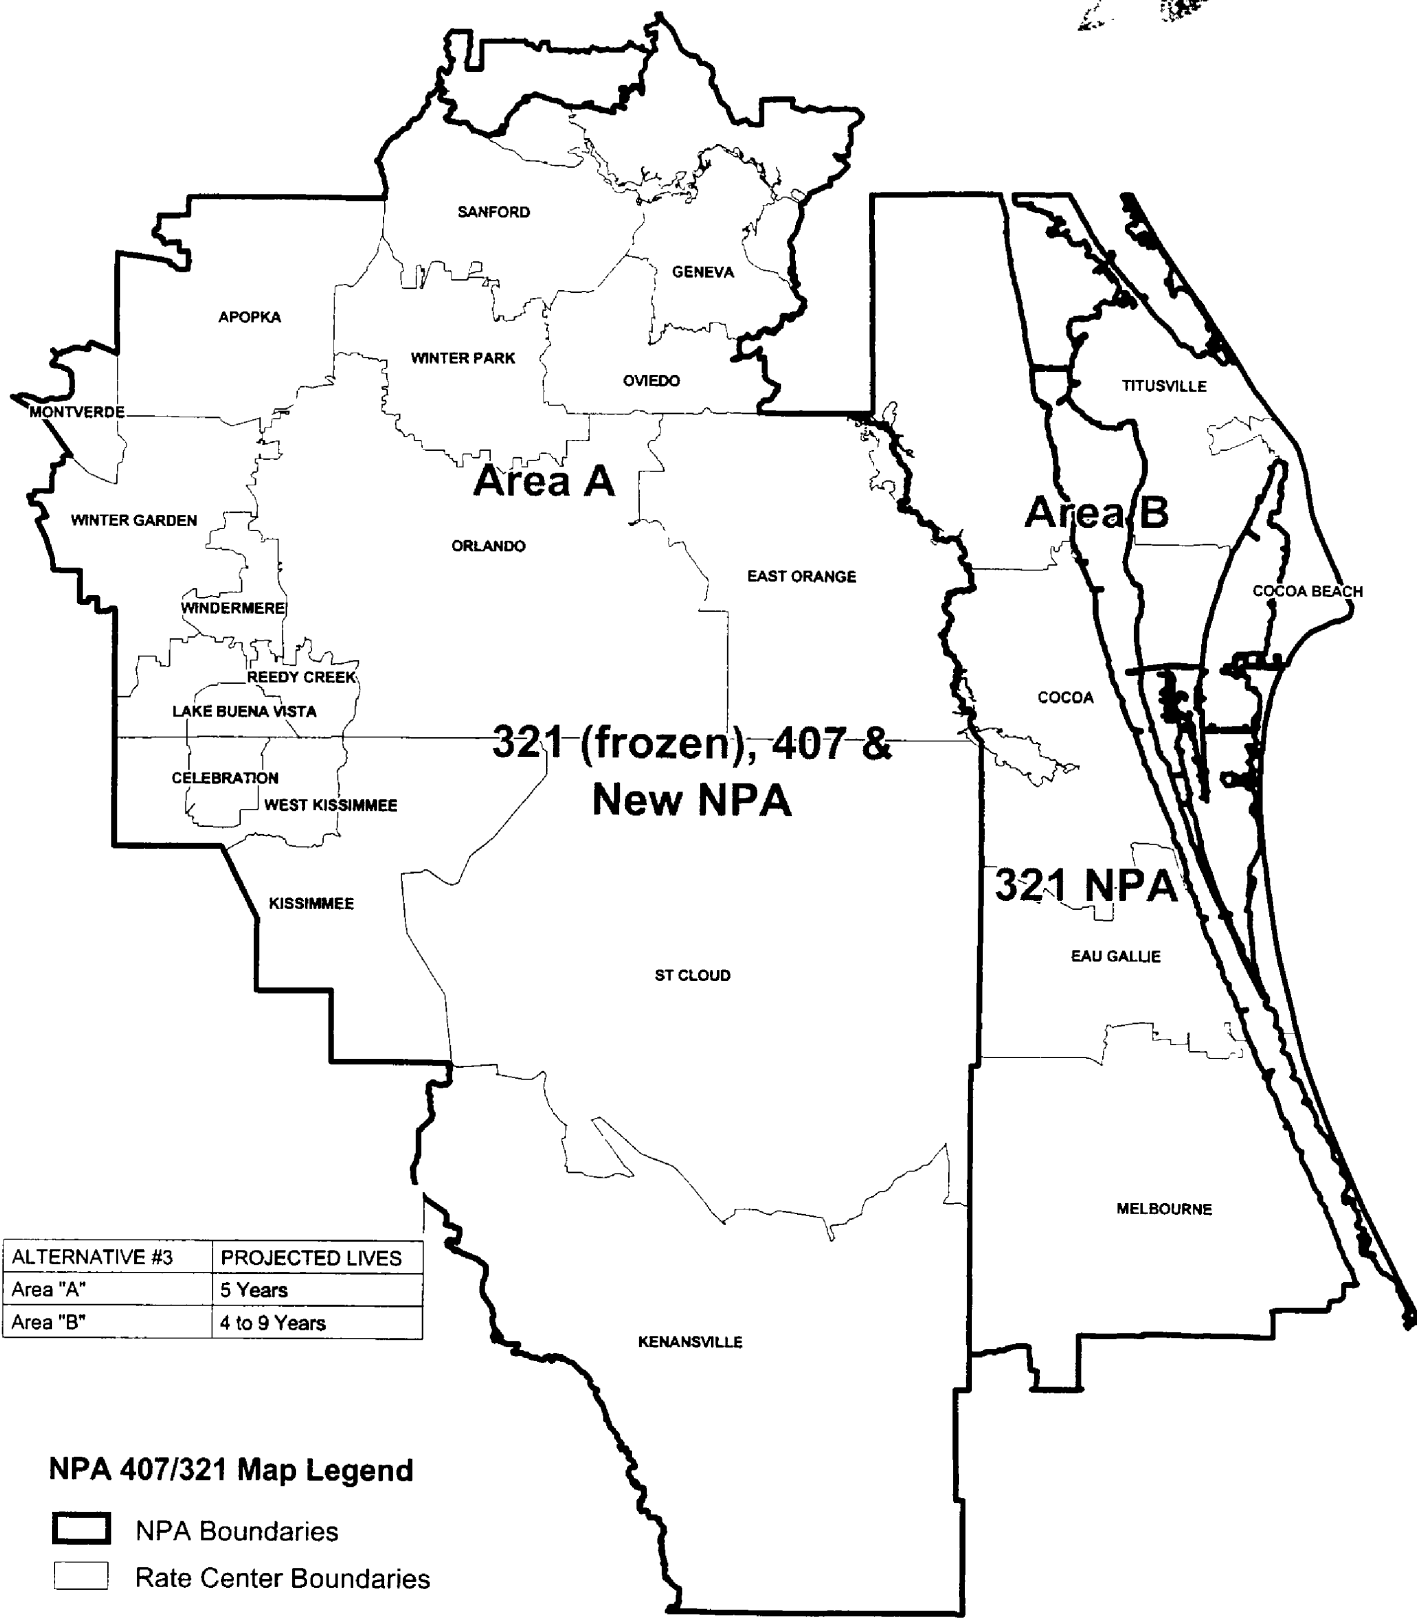 SANFORD
GENEVA
APOPKA
WINTER PARK
OVIEDO
TITUSVILLE
MONTVERDE
Area A
Area B
WINTER GARDEN
ORLANDO
EAST ORANGE
COCOA BEACH
WINDERMERE
REEDY CREEK
COCOA
LAKE BUENA VISTA
321 (frozen), 407 &
New NPA
CELEBRATION
WEST KISSIMMEE
321 NPA
KISSIMMEE
EAU GALLIE
ST CLOUD
MELBOURNE
ALTERNATIVE #3 PROJECTED LIVES
Area "A" 5 Years
Area "B" 4 to 9 Years
KENANSVILLE
NPA 407/321 Map Legend
NPA Boundaries
Rate Center Boundaries